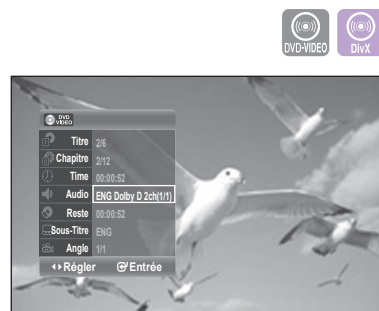 DVD-VIDEO DivX
DVD
VIDEO
Titre 2/6
Chapitre 2/12
Time 00:00:52
Audio ENG Dolby D 2ch(1/1)
Reste 00:00:52
Sous-Titre ENG
Angle 1/1
Régler Entrée